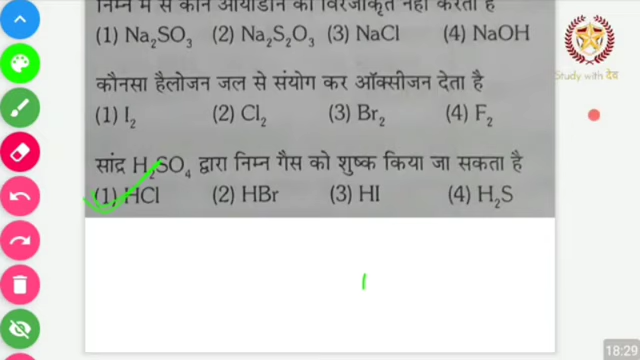 निम्न में से कौन आयोडीन को विरंजीकृत नहीं करता है
(1) Na₂SO₃ (2) Na₂S₂O₃ (3) NaCl (4) NaOH
कौनसा हैलोजन जल से संयोग कर ऑक्सीजन देता है
(1) I₂ (2) Cl₂ (3) Br₂ (4) F₂
सांद्र H₂SO₄ द्वारा निम्न गैस को शुष्क किया जा सकता है
(1) HCl (2) HBr (3) HI (4) H₂S
Study with देव
18:29